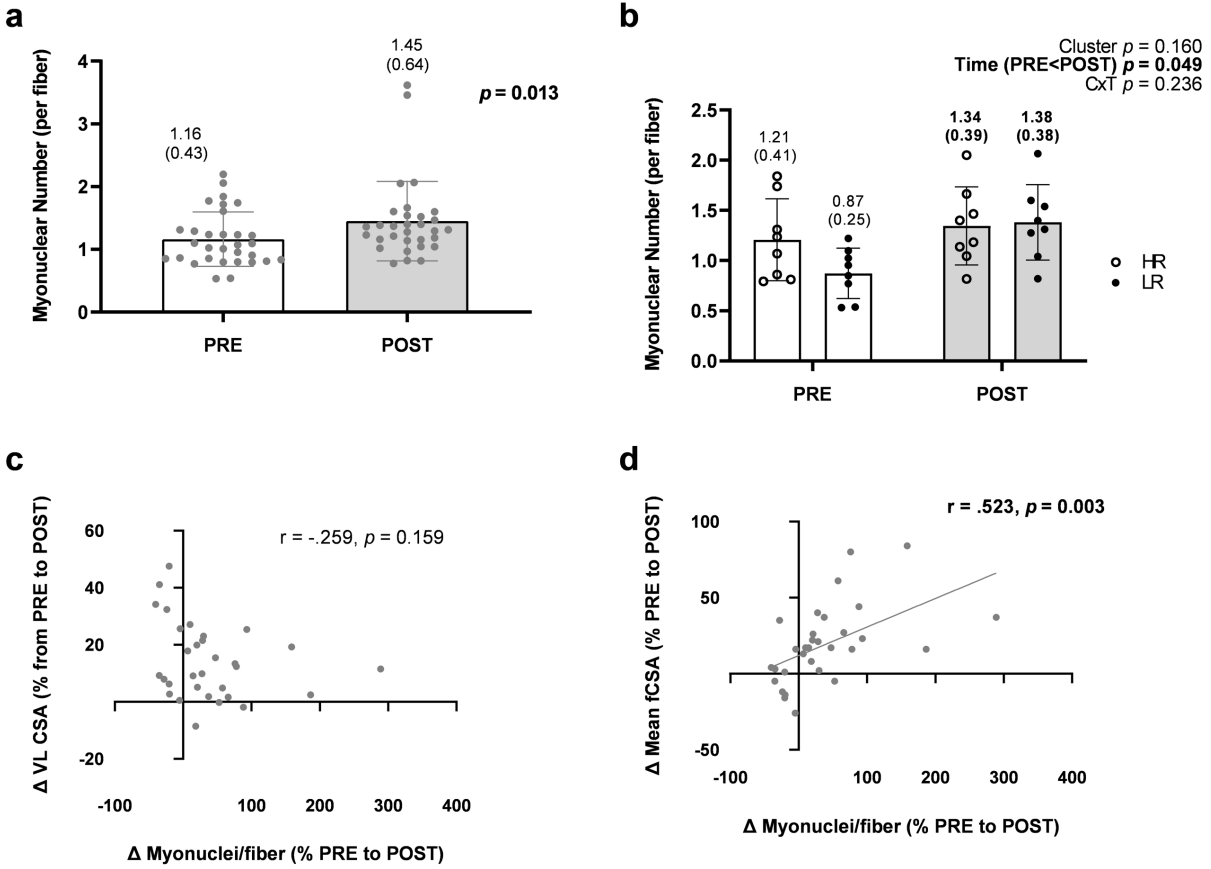 a
1.45
(0.64)
p = 0.013
1.16
(0.43)
4
3
2
1
0
Myonuclear Number (per fiber)
PRE
POST
b
Cluster p = 0.160
Time (PRE<POST) p = 0.049
CxT p = 0.236
1.21
(0.41)
0.87
(0.25)
1.34
(0.39)
1.38
(0.38)
2.5
2.0
1.5
1.0
0.5
0.0
Myonuclear Number (per fiber)
PRE
POST
HR
LR
c
r = -.259, p = 0.159
60
40
20
-20
Δ VL CSA (% from PRE to POST)
-100
100
200
300
400
Δ Myonuclei/fiber (% PRE to POST)
d
r = .523, p = 0.003
100
50
-50
Δ Mean fCSA (% PRE to POST)
-100
100
200
300
400
Δ Myonuclei/fiber (% PRE to POST)